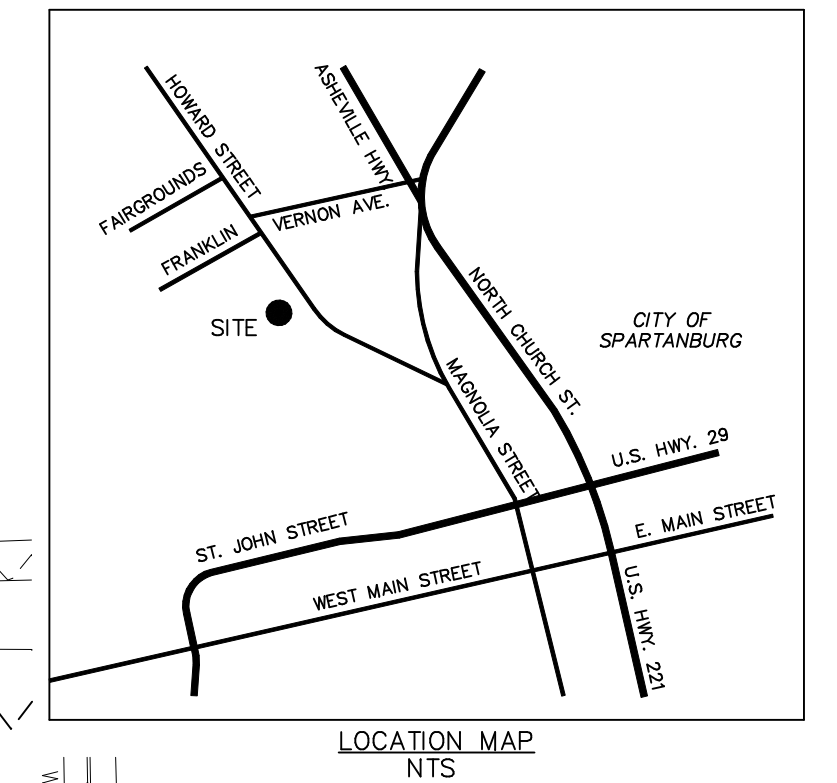 HOWARD STREET
ASHEVILLE HWY
FAIRGROUNDS
VERNON AVE.
FRANKLIN
SITE
NORTH CHURCH ST.
CITY OF
SPARTANBURG
MAGNOLIA STREET
U.S. HWY. 29
ST. JOHN STREET
E. MAIN STREET
WEST MAIN STREET
U.S. HWY. 221
LOCATION MAP
NTS